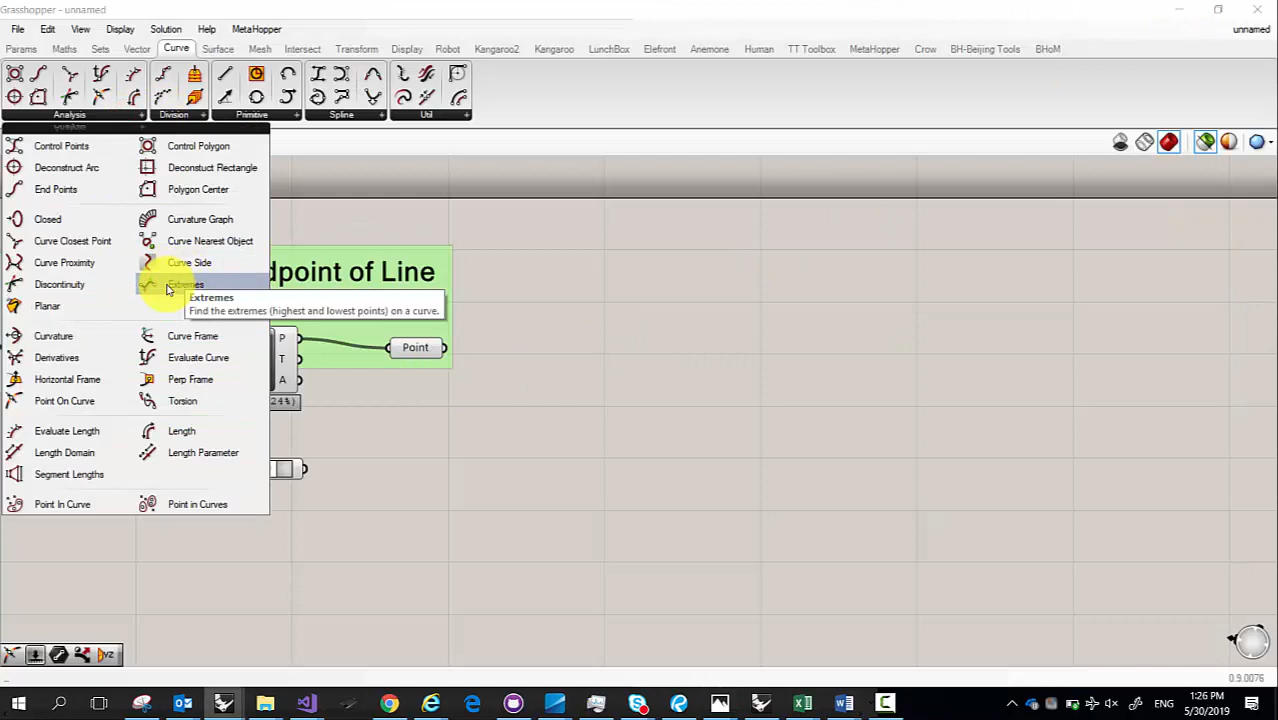 Grasshopper - unnamed
File Edit View Display Solution Help MetaHopper unnamed
Params Maths Sets Vector Curve Surface Mesh Intersect Transform Display Robot Kangaroo2 Kangaroo LunchBox Elefront Anemone Human TT Toolbox MetaHopper Crow BH-Beijing Tools BHoM
Analysis Division Primitive Spline Util
Control Points Control Polygon
Deconstruct Arc Deconstuct Rectangle
End Points Polygon Center
Closed Curvature Graph
Curve Closest Point Curve Nearest Object
Curve Proximity Curve Side
Discontinuity Extremes
Planar
Curvature Curve Frame
Derivatives Evaluate Curve
Horizontal Frame Perp Frame
Point On Curve Torsion
Evaluate Length Length
Length Domain Length Parameter
Segment Lengths
Point In Curve Point in Curves
Extremes
Find the extremes (highest and lowest points) on a curve.
dpoint of Line
P
T
A
Point
24%)
0.9.0076
ENG
1:26 PM
5/30/2019